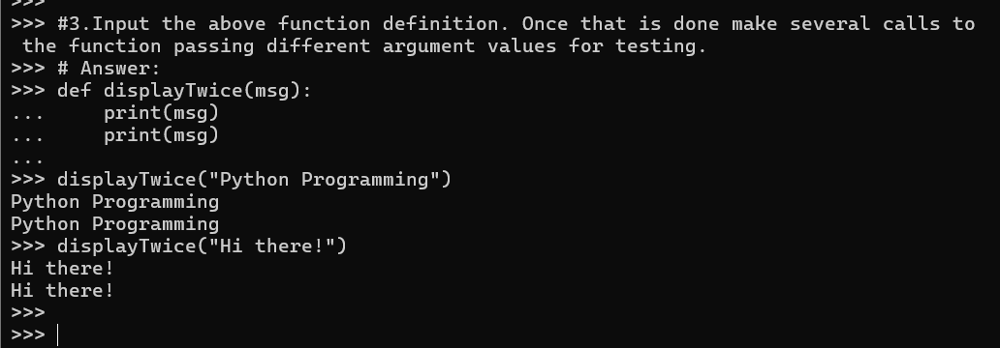 >>>
>>> #3.Input the above function definition. Once that is done make several calls to
 the function passing different argument values for testing.
>>> # Answer:
>>> def displayTwice(msg):
...     print(msg)
...     print(msg)
...
>>> displayTwice("Python Programming")
Python Programming
Python Programming
>>> displayTwice("Hi there!")
Hi there!
Hi there!
>>>
>>>